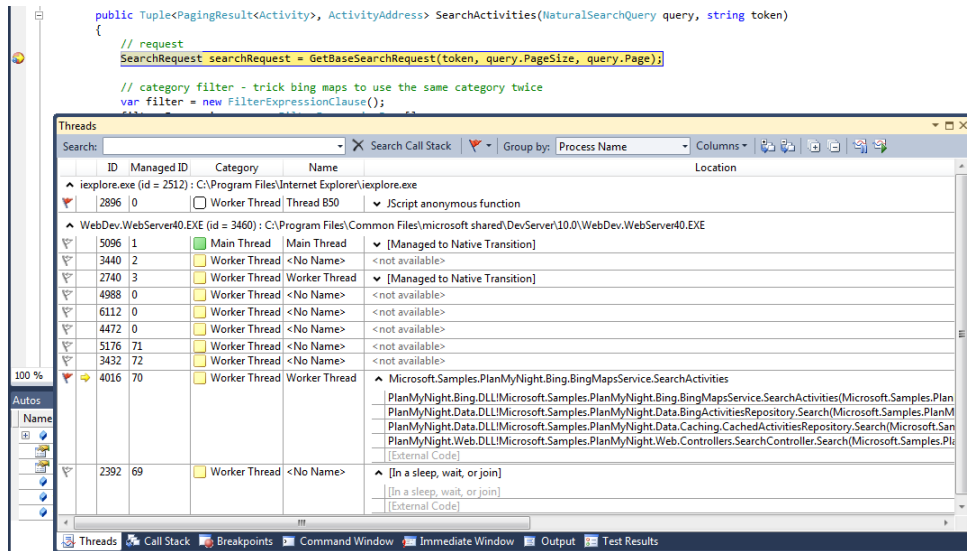 public Tuple<PagingResult<Activity>, ActivityAddress> SearchActivities(NaturalSearchQuery query, string token)
{
// request
SearchRequest searchRequest = GetBaseSearchRequest(token, query.PageSize, query.Page);
// category filter - trick bing maps to use the same category twice
var filter = new FilterExpressionClause();
Threads
Search: Search Call Stack Group by: Process Name Columns
ID Managed ID Category Name Location
iexplore.exe (id = 2512) : C:\Program Files\Internet Explorer\iexplore.exe
2896 0 Worker Thread Thread B50 JScript anonymous function
WebDev.WebServer40.EXE (id = 3460) : C:\Program Files\Common Files\microsoft shared\DevServer\10.0\WebDev.WebServer40.EXE
5096 1 Main Thread Main Thread [Managed to Native Transition]
3440 2 Worker Thread <No Name> <not available>
2740 3 Worker Thread Worker Thread [Managed to Native Transition]
4988 0 Worker Thread <No Name> <not available>
6112 0 Worker Thread <No Name> <not available>
4472 0 Worker Thread <No Name> <not available>
5176 71 Worker Thread <No Name> <not available>
3432 72 Worker Thread <No Name> <not available>
100 %
4016 70 Worker Thread Worker Thread Microsoft.Samples.PlanMyNight.Bing.BingMapsService.SearchActivities
PlanMyNight.Bing.DLL!Microsoft.Samples.PlanMyNight.Bing.BingMapsService.SearchActivities(Microsoft.Samples.Plan
Autos
PlanMyNight.Data.DLL!Microsoft.Samples.PlanMyNight.Data.BingActivitiesRepository.Search(Microsoft.Samples.PlanM
Name
PlanMyNight.Data.DLL!Microsoft.Samples.PlanMyNight.Data.Caching.CachedActivitiesRepository.Search(Microsoft.San
PlanMyNight.Web.DLL!Microsoft.Samples.PlanMyNight.Web.Controllers.SearchController.Search(Microsoft.Samples.Pla
[External Code]
2392 69 Worker Thread <No Name> [In a sleep, wait, or join]
[In a sleep, wait, or join]
[External Code]
Threads Call Stack Breakpoints Command Window Immediate Window Output Test Results